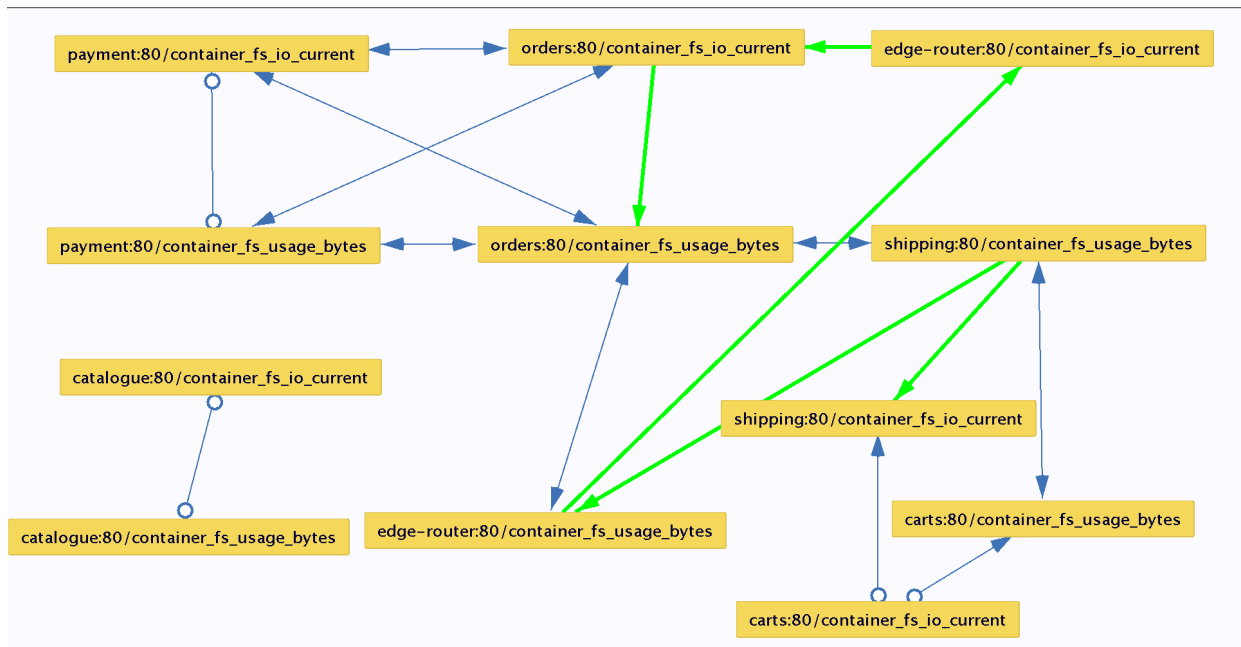 payment:80/container_fs_io_current
orders:80/container_fs_io_current
edge-router:80/container_fs_io_current
payment:80/container_fs_usage_bytes
orders:80/container_fs_usage_bytes
shipping:80/container_fs_usage_bytes
catalogue:80/container_fs_io_current
shipping:80/container_fs_io_current
catalogue:80/container_fs_usage_bytes
edge-router:80/container_fs_usage_bytes
carts:80/container_fs_usage_bytes
carts:80/container_fs_io_current